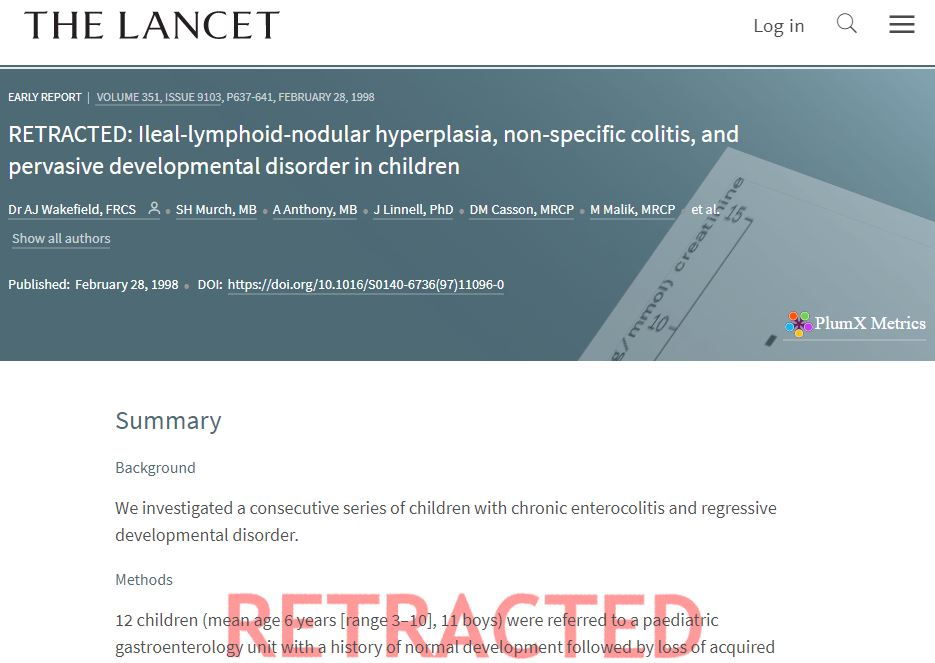 THE LANCET
Log in
EARLY REPORT | VOLUME 351, ISSUE 9103, P637-641, FEBRUARY 28, 1998
RETRACTED: Ileal-lymphoid-nodular hyperplasia, non-specific colitis, and
pervasive developmental disorder in children
Dr AJ Wakefield, FRCS • SH Murch, MB • A Anthony, MB • J Linnell, PhD • DM Casson, MRCP • M Malik, MRCP • et al.
Show all authors
Published: February 28, 1998 • DOI: https://doi.org/10.1016/S0140-6736(97)11096-0
g/mmol) creatinine
15
10
PlumX Metrics
Summary
Background
We investigated a consecutive series of children with chronic enterocolitis and regressive
developmental disorder.
Methods
RETRACTED
12 children (mean age 6 years [range 3–10], 11 boys) were referred to a paediatric
gastroenterology unit with a history of normal development followed by loss of acquired